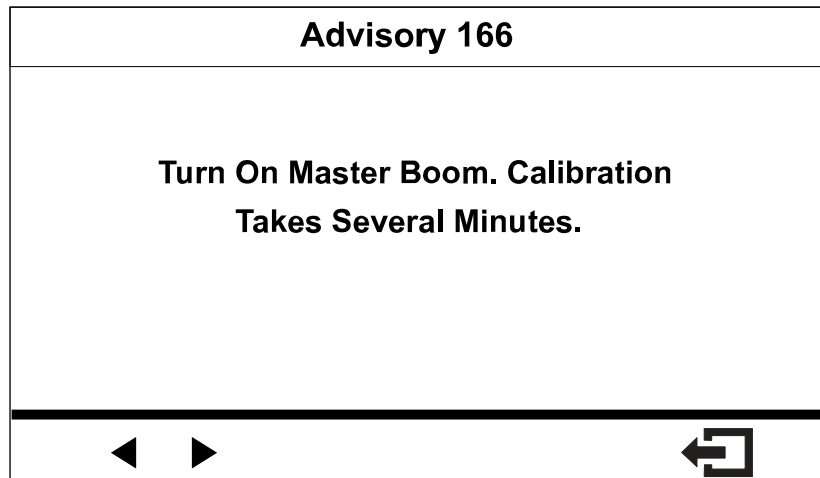 Advisory 166
Turn On Master Boom. Calibration
Takes Several Minutes.